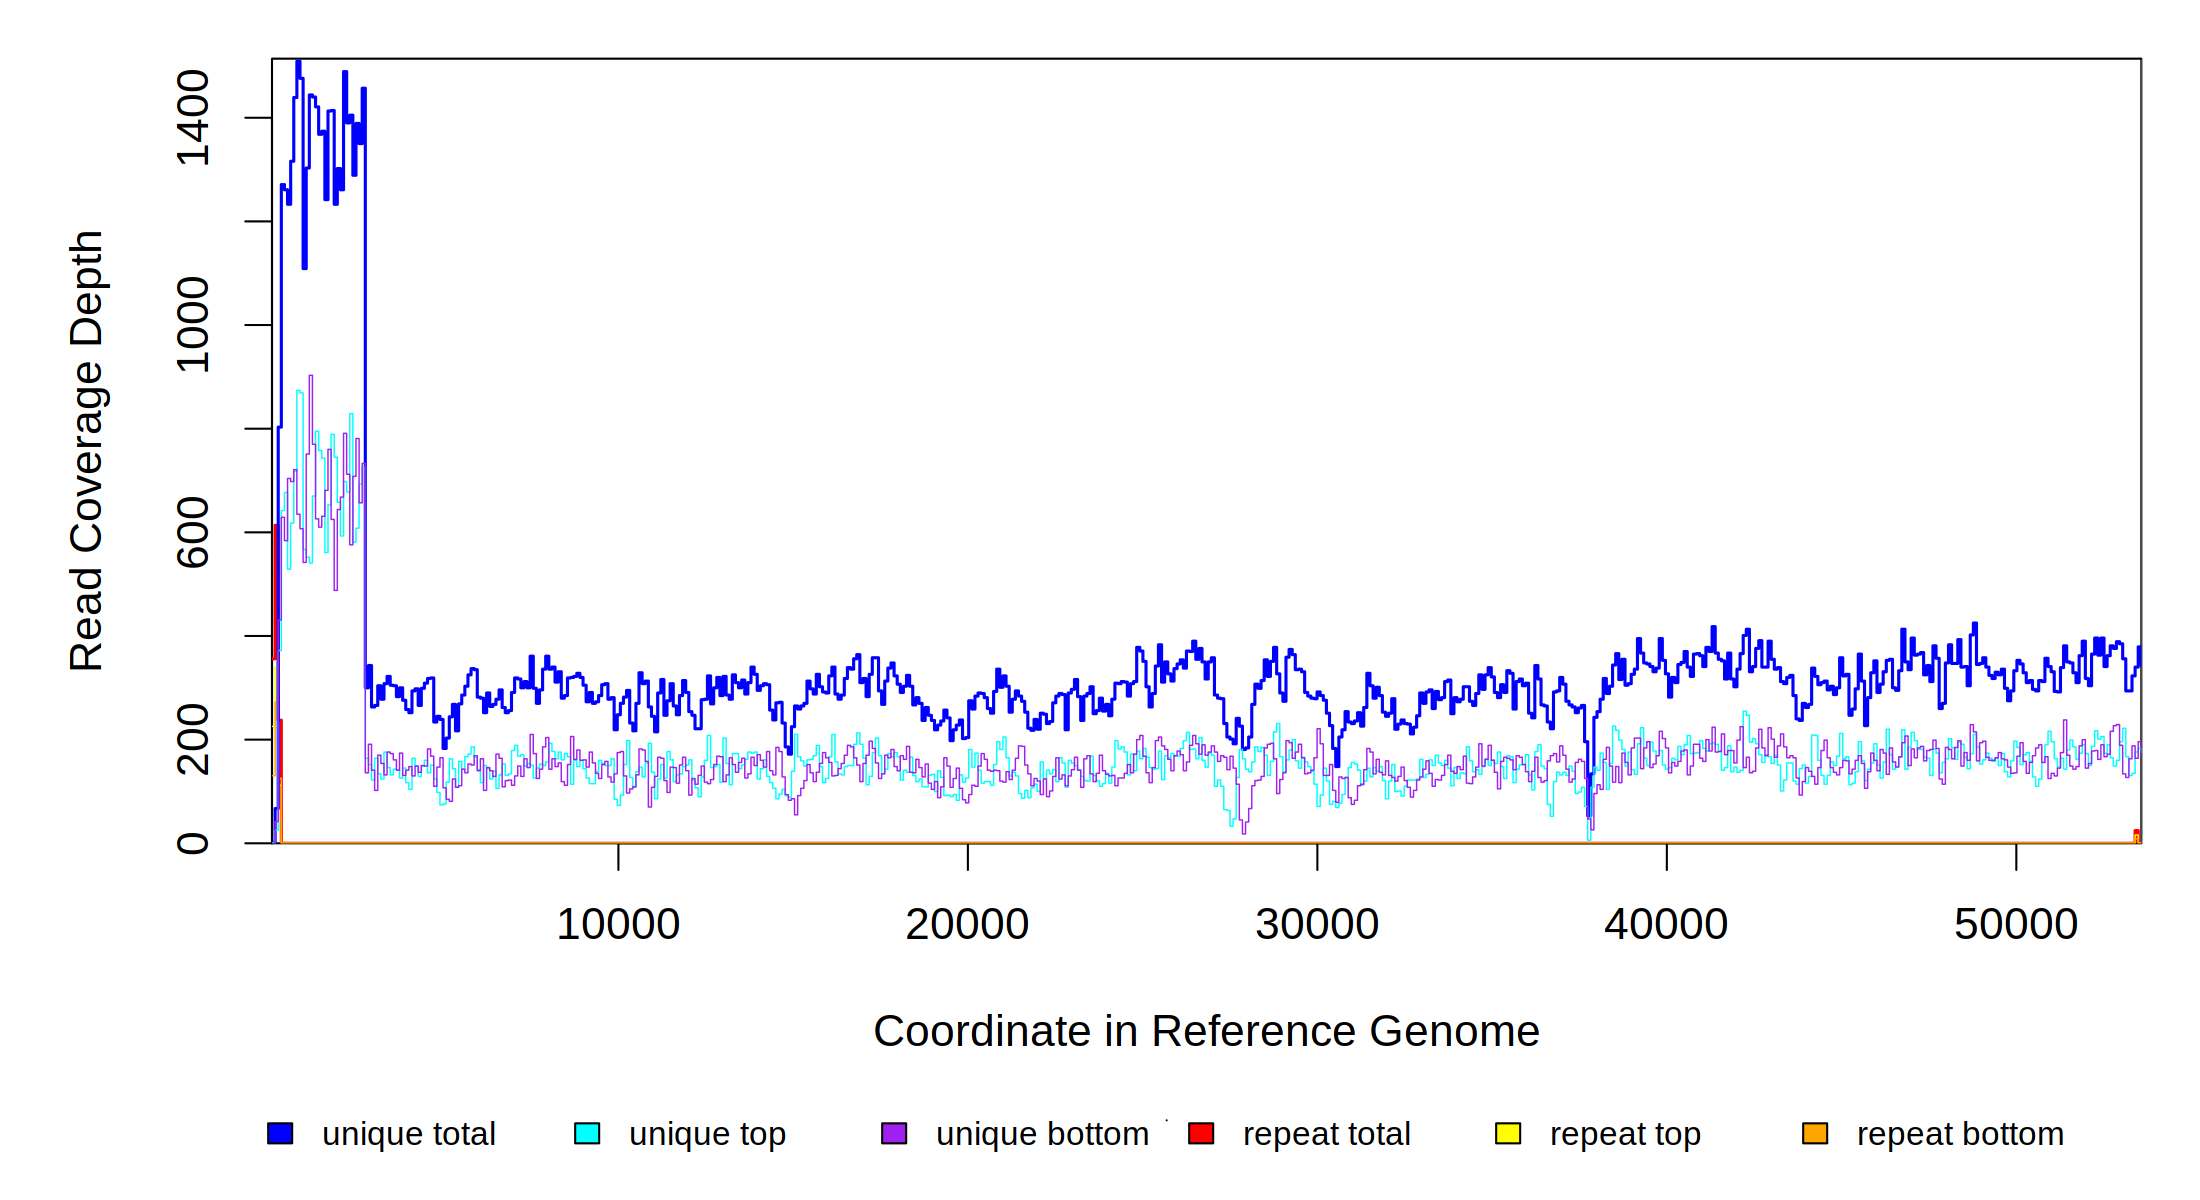 Read Coverage Depth
1400
1000
600
200
0
10000 20000 30000 40000 50000
Coordinate in Reference Genome
unique total unique top unique bottom repeat total repeat top repeat bottom